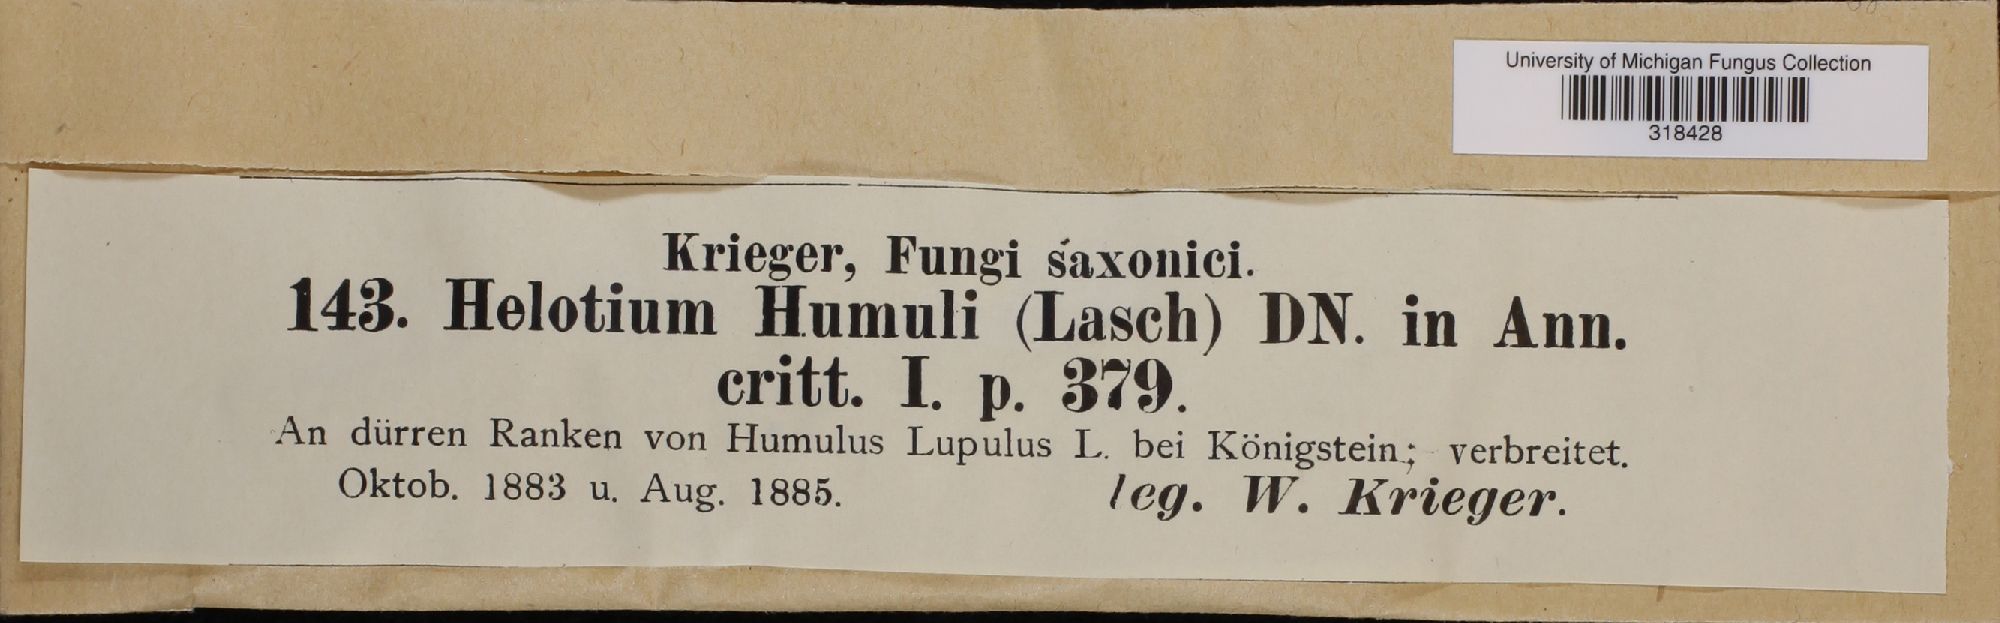 University of Michigan Fungus Collection
318428
Krieger, Fungi saxonici.
143. Helotium Humuli (Lasch) DN. in Ann.
critt. I. p. 379.
An dürren Ranken von Humulus Lupulus L. bei Königstein; verbreitet.
Oktob. 1883 u. Aug. 1885. leg. W. Krieger.